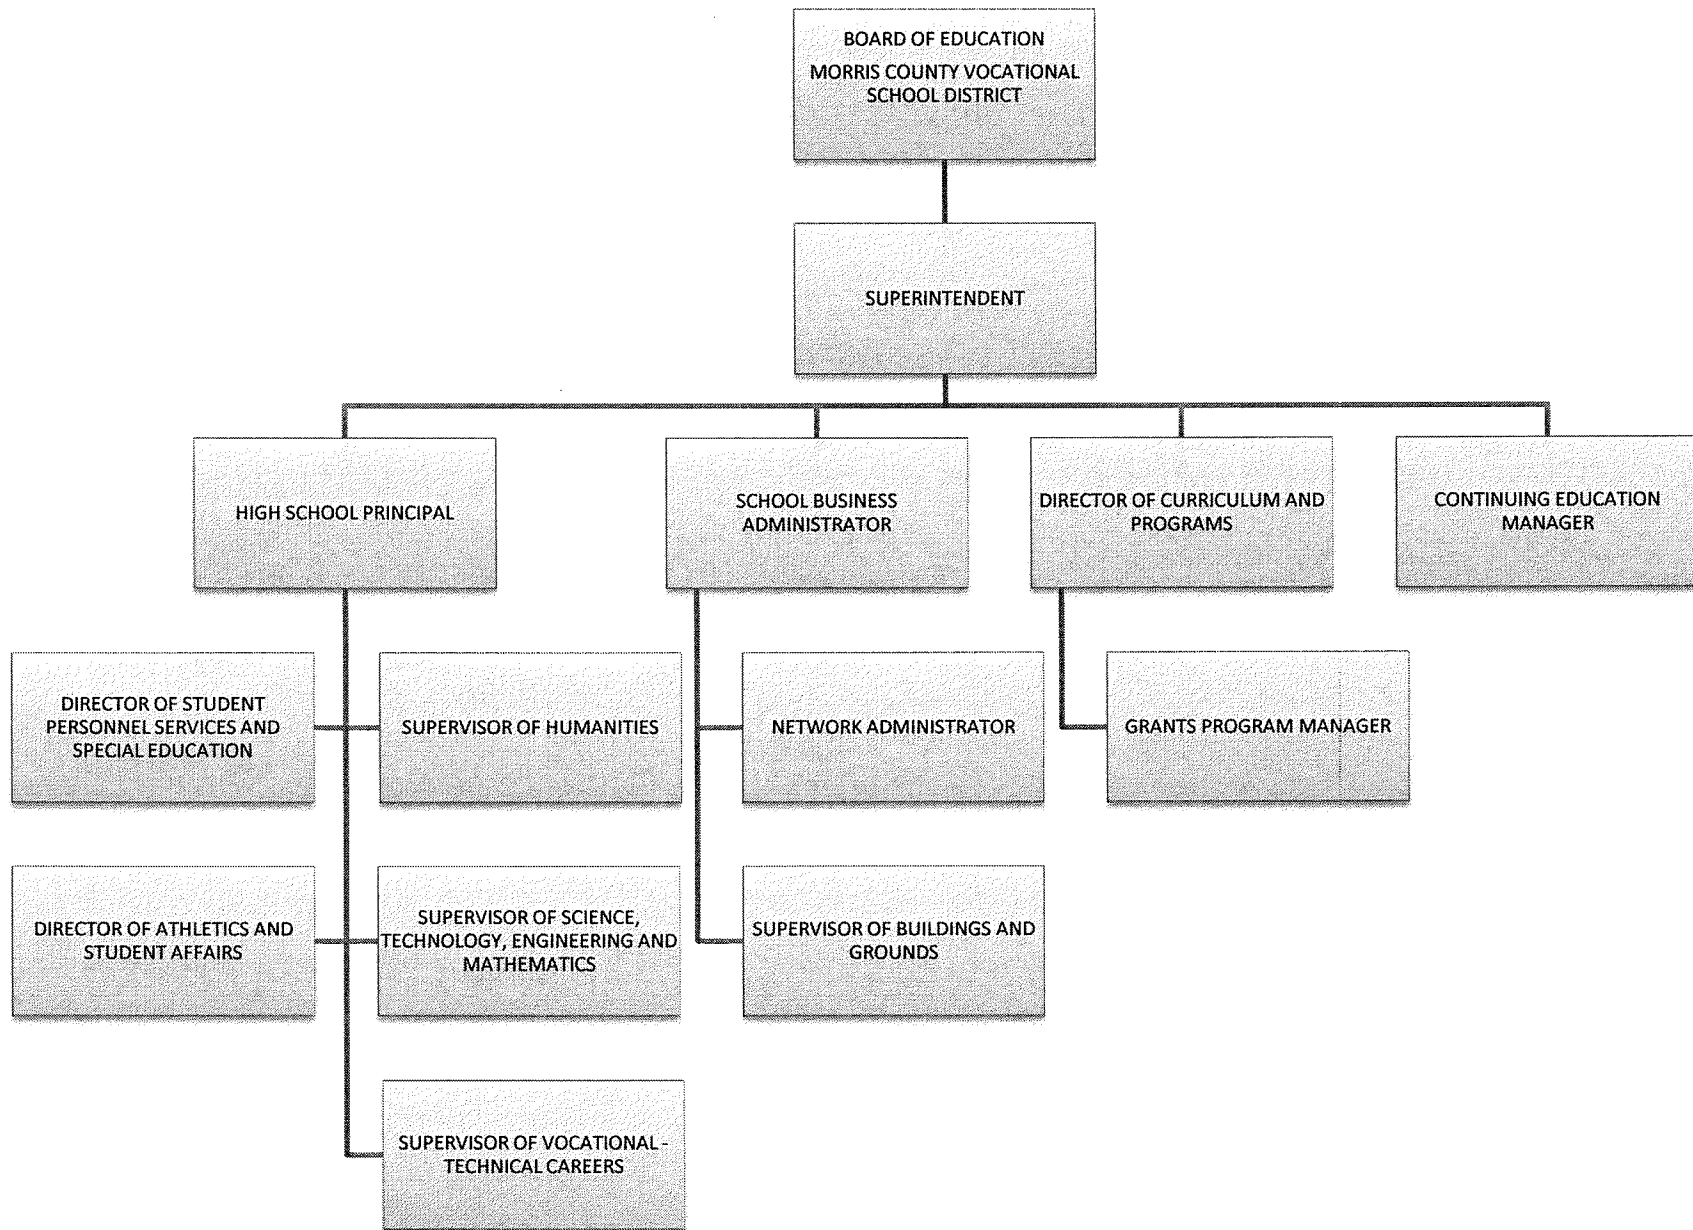 BOARD OF EDUCATION
MORRIS COUNTY VOCATIONAL
SCHOOL DISTRICT
SUPERINTENDENT
HIGH SCHOOL PRINCIPAL
SCHOOL BUSINESS
ADMINISTRATOR
DIRECTOR OF CURRICULUM AND
PROGRAMS
CONTINUING EDUCATION
MANAGER
DIRECTOR OF STUDENT
PERSONNEL SERVICES AND
SPECIAL EDUCATION
SUPERVISOR OF HUMANITIES
NETWORK ADMINISTRATOR
GRANTS PROGRAM MANAGER
DIRECTOR OF ATHLETICS AND
STUDENT AFFAIRS
SUPERVISOR OF SCIENCE,
TECHNOLOGY, ENGINEERING AND
MATHEMATICS
SUPERVISOR OF BUILDINGS AND
GROUNDS
SUPERVISOR OF VOCATIONAL-
TECHNICAL CAREERS